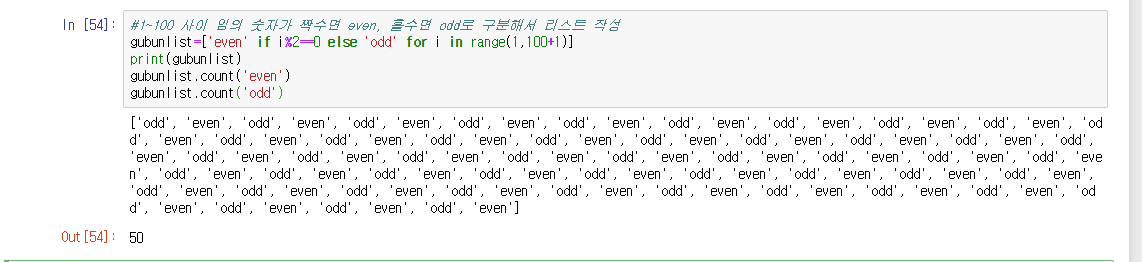 In [54]:
#1~100 사이 임의 숫자가 짝수면 even, 홀수면 odd로 구분해서 리스트 작성
gubunlist=['even' if i%2==0 else 'odd' for i in range(1,100+1)]
print(gubunlist)
gubunlist.count('even')
gubunlist.count('odd')
['odd', 'even', 'odd', 'even', 'odd', 'even', 'odd', 'even', 'odd', 'even', 'odd', 'even', 'odd', 'even', 'odd', 'even', 'odd', 'even', 'od
d', 'even', 'odd', 'even', 'odd', 'even', 'odd', 'even', 'odd', 'even', 'odd', 'even', 'odd', 'even', 'odd', 'even', 'odd', 'even', 'odd',
'even', 'odd', 'even', 'odd', 'even', 'odd', 'even', 'odd', 'even', 'odd', 'even', 'odd', 'even', 'odd', 'even', 'odd', 'even', 'odd', 'eve
n', 'odd', 'even', 'odd', 'even', 'odd', 'even', 'odd', 'even', 'odd', 'even', 'odd', 'even', 'odd', 'even', 'odd', 'even', 'odd', 'even',
'odd', 'even', 'odd', 'even', 'odd', 'even', 'odd', 'even', 'odd', 'even', 'odd', 'even', 'odd', 'even', 'odd', 'even', 'odd', 'even', 'od
d', 'even', 'odd', 'even', 'odd', 'even', 'odd', 'even']
Out[54]: 50